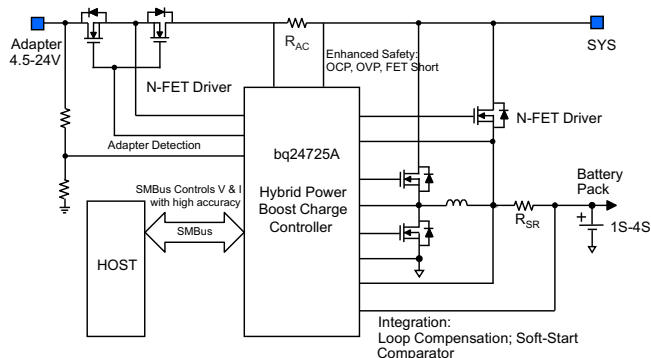 Adapter
4.5-24V
R_AC
SYS
Enhanced Safety:
OCP, OVP, FET Short
N-FET Driver
N-FET Driver
Adapter Detection
bq24725A
Hybrid Power
Boost Charge
Controller
SMBus Controls V & I
with high accuracy
SMBus
HOST
R_SR
Battery
Pack
+
1S-4S
Integration:
Loop Compensation; Soft-Start
Comparator